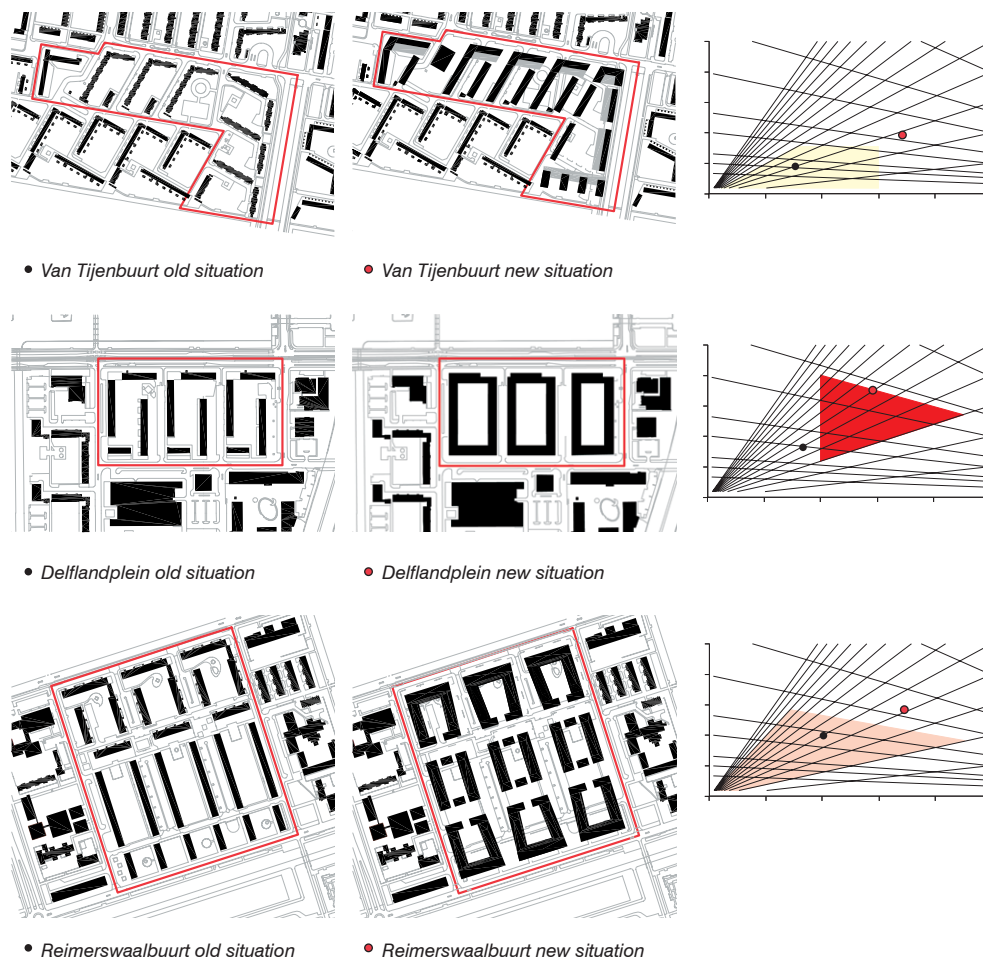 • Van Tijenbuurt old situation
• Van Tijenbuurt new situation
• Delflandplein old situation
• Delflandplein new situation
• Reimerswaalbuurt old situation
• Reimerswaalbuurt new situation